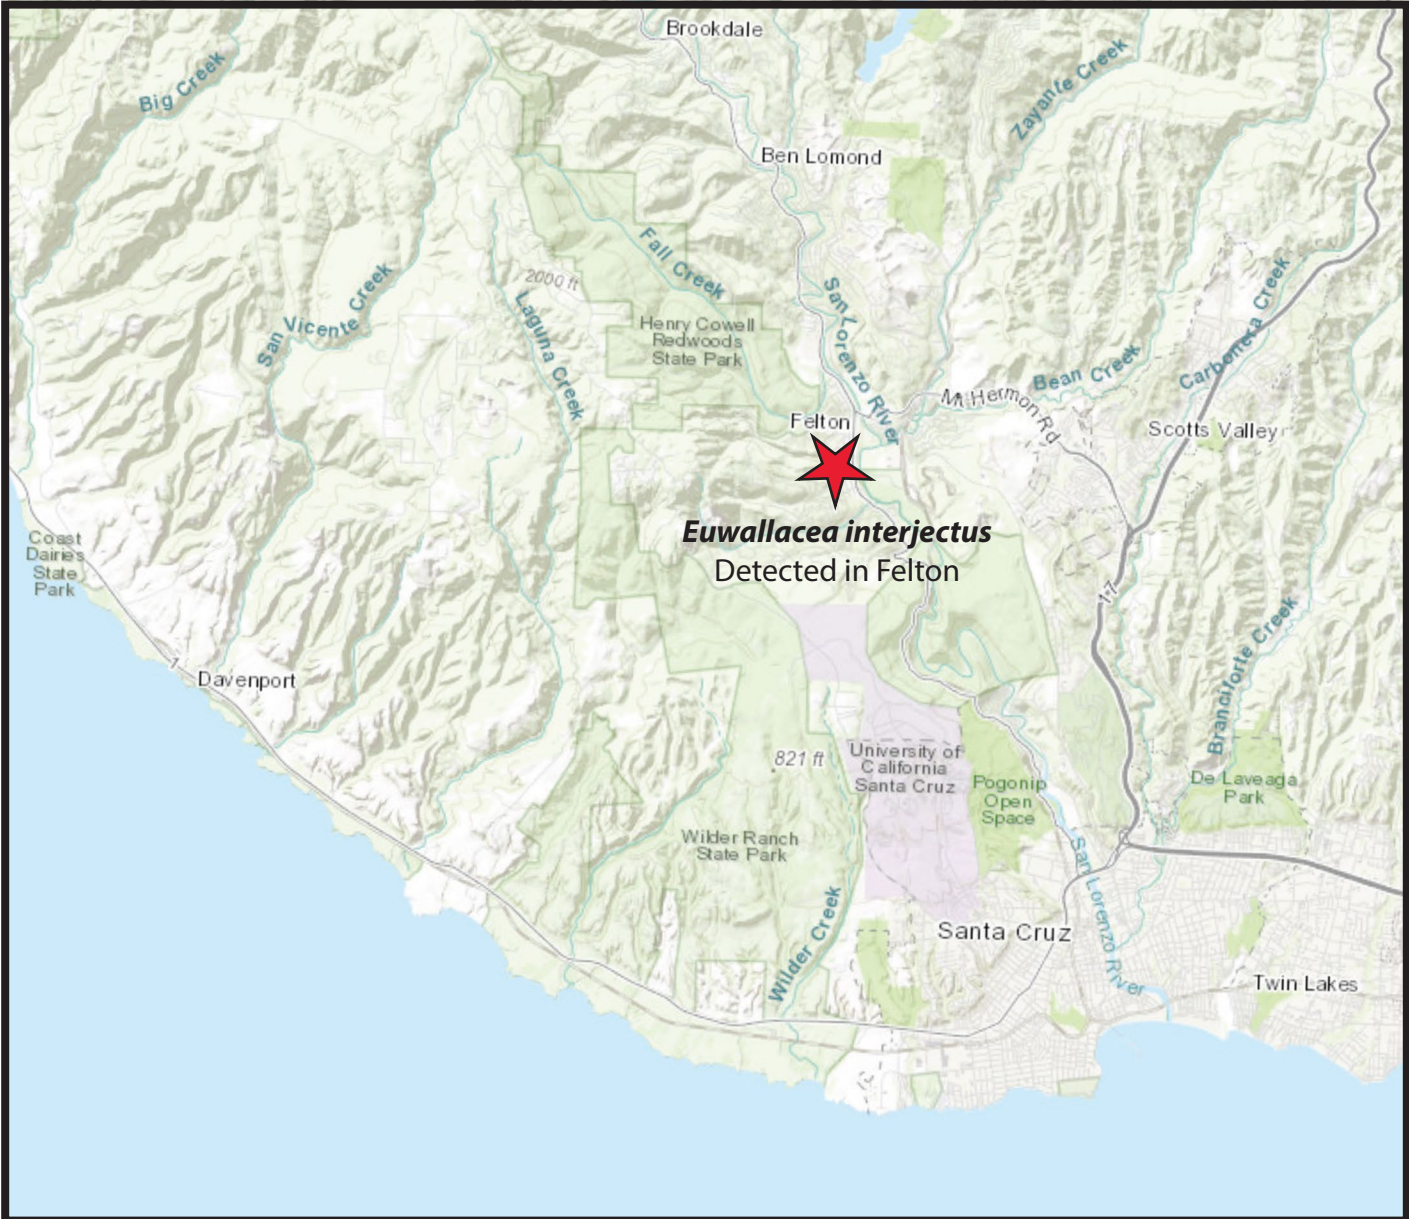 Brookdale
Big Creek
Zayante Creek
Ben Lomond
Fall Creek
2000 ft
San Lorenzo River
Carbonera Creek
Laguna Creek
San Vicente Creek
Henry Cowell
Redwoods
State Park
Bean Creek
Mt Hermon Rd
Felton
Scotts Valley
Euwallacea interjectus
Detected in Felton
Coast
Dairies
State
Park
17
Branciforte Creek
1
Davenport
821 ft
University of
California
Santa Cruz
Pogonip
Open
Space
De Laveaga
Park
Wilder Ranch
State Park
San Lorenzo River
Wilder Creek
Santa Cruz
Twin Lakes